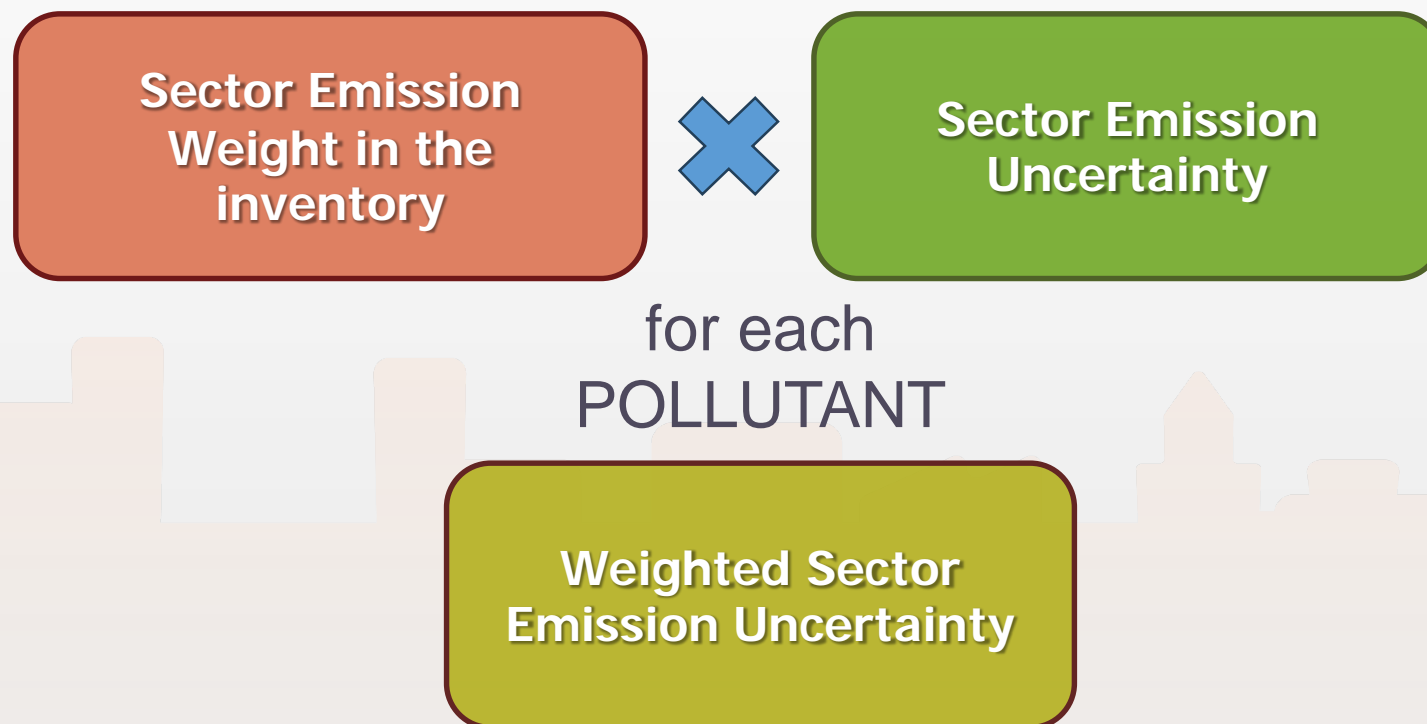 Sector Emission
Weight in the
inventory
Sector Emission
Uncertainty
for each
POLLUTANT
Weighted Sector
Emission Uncertainty